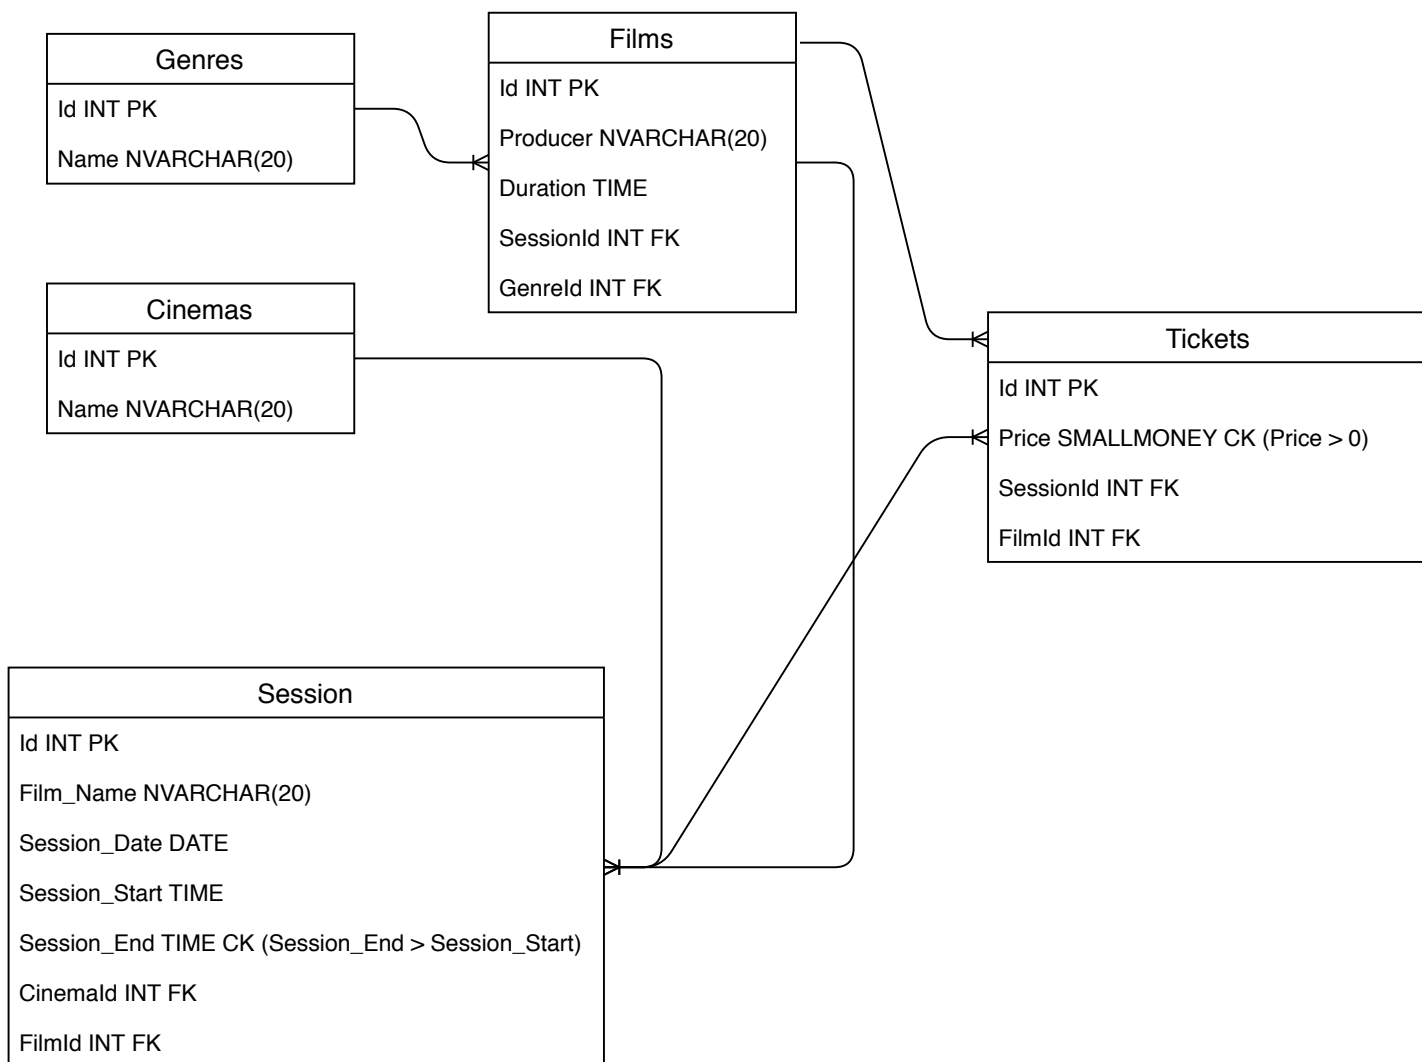 Genres
Id INT PK
Name NVARCHAR(20)
Films
Id INT PK
Producer NVARCHAR(20)
Duration TIME
SessionId INT FK
GenreId INT FK
Cinemas
Id INT PK
Name NVARCHAR(20)
Tickets
Id INT PK
Price SMALLMONEY CK (Price > 0)
SessionId INT FK
FilmId INT FK
Session
Id INT PK
Film_Name NVARCHAR(20)
Session_Date DATE
Session_Start TIME
Session_End TIME CK (Session_End > Session_Start)
CinemaId INT FK
FilmId INT FK